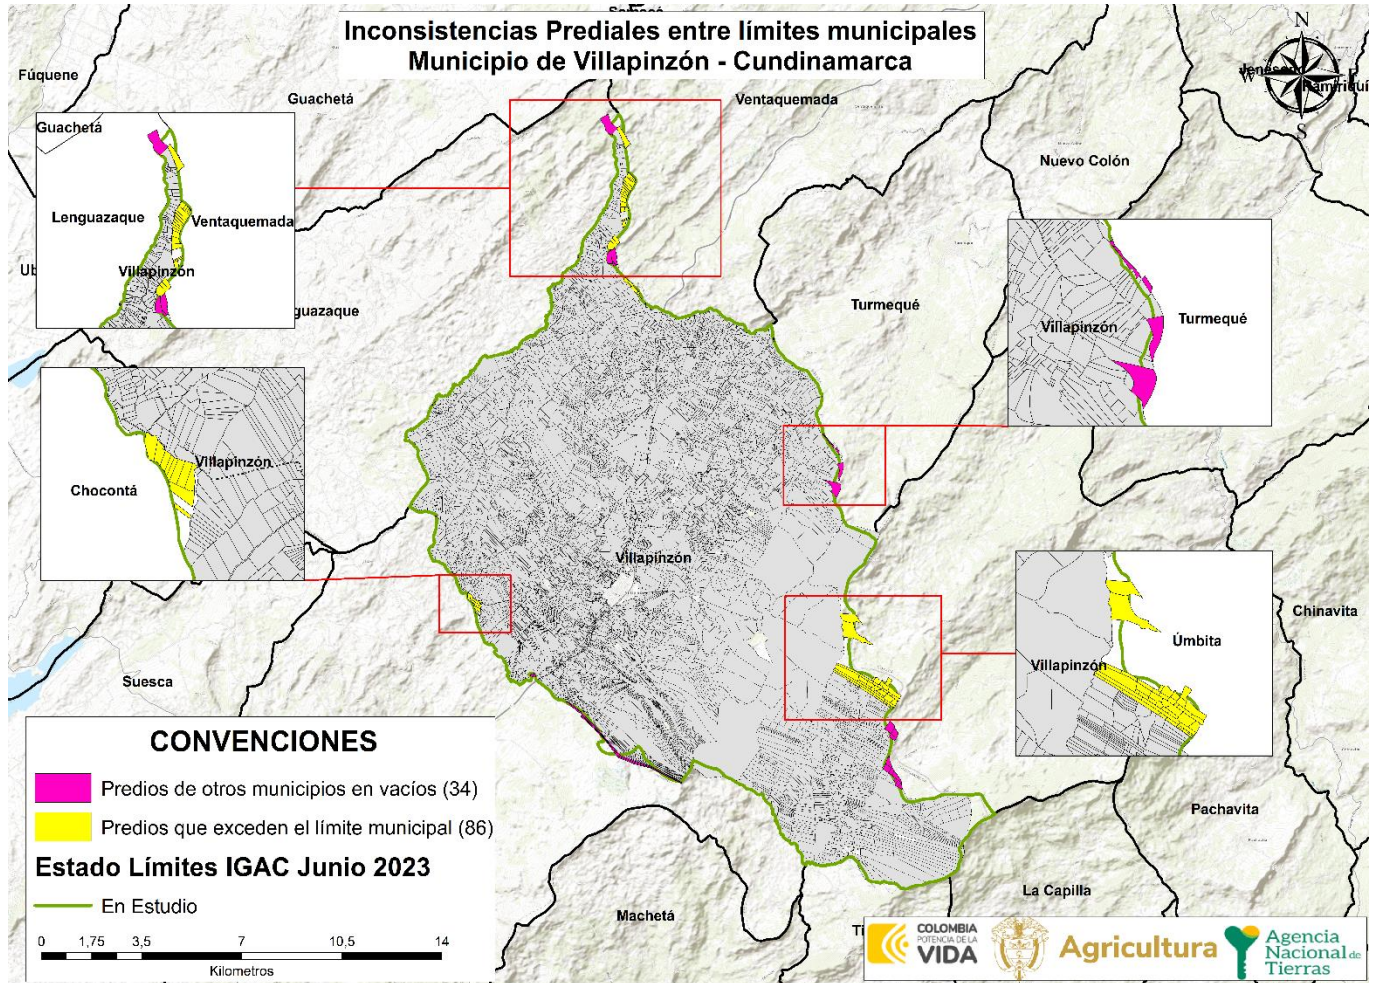 Inconsistencias Prediales entre límites municipales
Municipio de Villapinzón - Cundinamarca
N
S
Fúquene
Guachetá
Ventaquemada
Nuevo Colón
Turmequé
guazaque
Ub
Guachetá
Lenguazaque
Ventaquemada
Villapinzón
Villapinzón
Turmequé
Chocontá
Villapinzón
Villapinzón
Villapinzón
Úmbita
Chinavita
Suesca
Pachavita
La Capilla
Machetá
Ti
CONVENCIONES
Predios de otros municipios en vacíos (34)
Predios que exceden el límite municipal (86)
Estado Límites IGAC Junio 2023
En Estudio
0 1,75 3,5 7 10,5 14
Kilometros
COLOMBIA
POTENCIA DE LA
VIDA
Agricultura
Agencia
Nacional de
Tierras